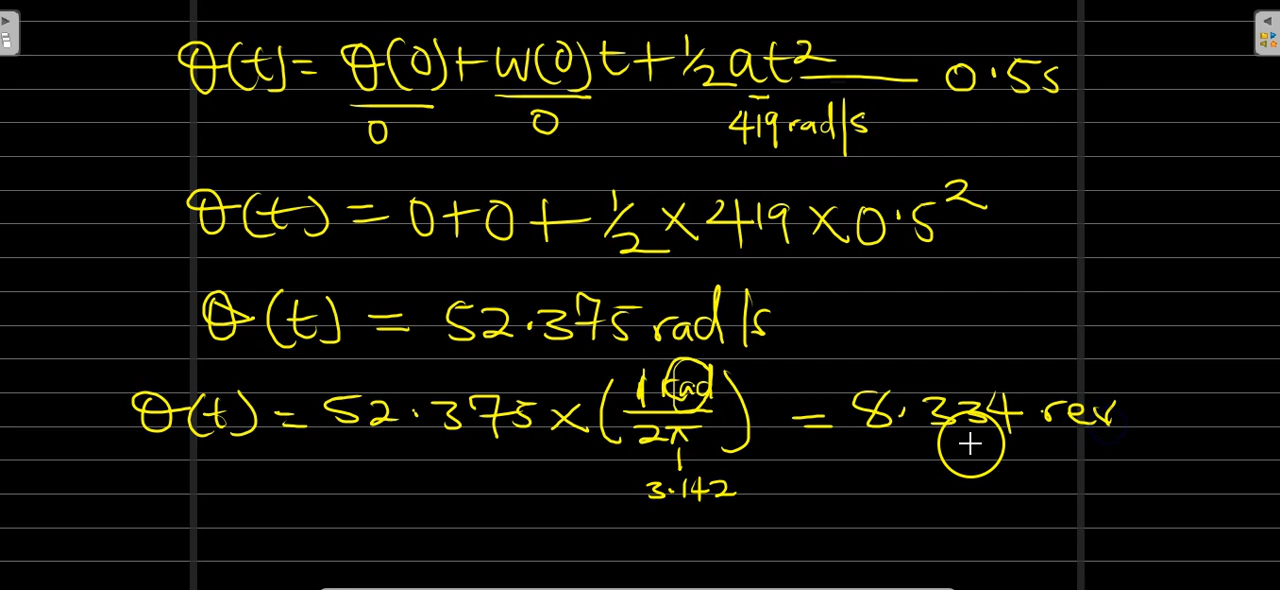 θ(t) = θ(0) + w(0)t + ½at² 0.5s
0 0 419 rad/s
θ(t) = 0 + 0 + ½ × 419 × 0.5²
θ(t) = 52.375 rad/s
θ(t) = 52.375 × (1 rad / 2π) = 8.334 rev
3.142